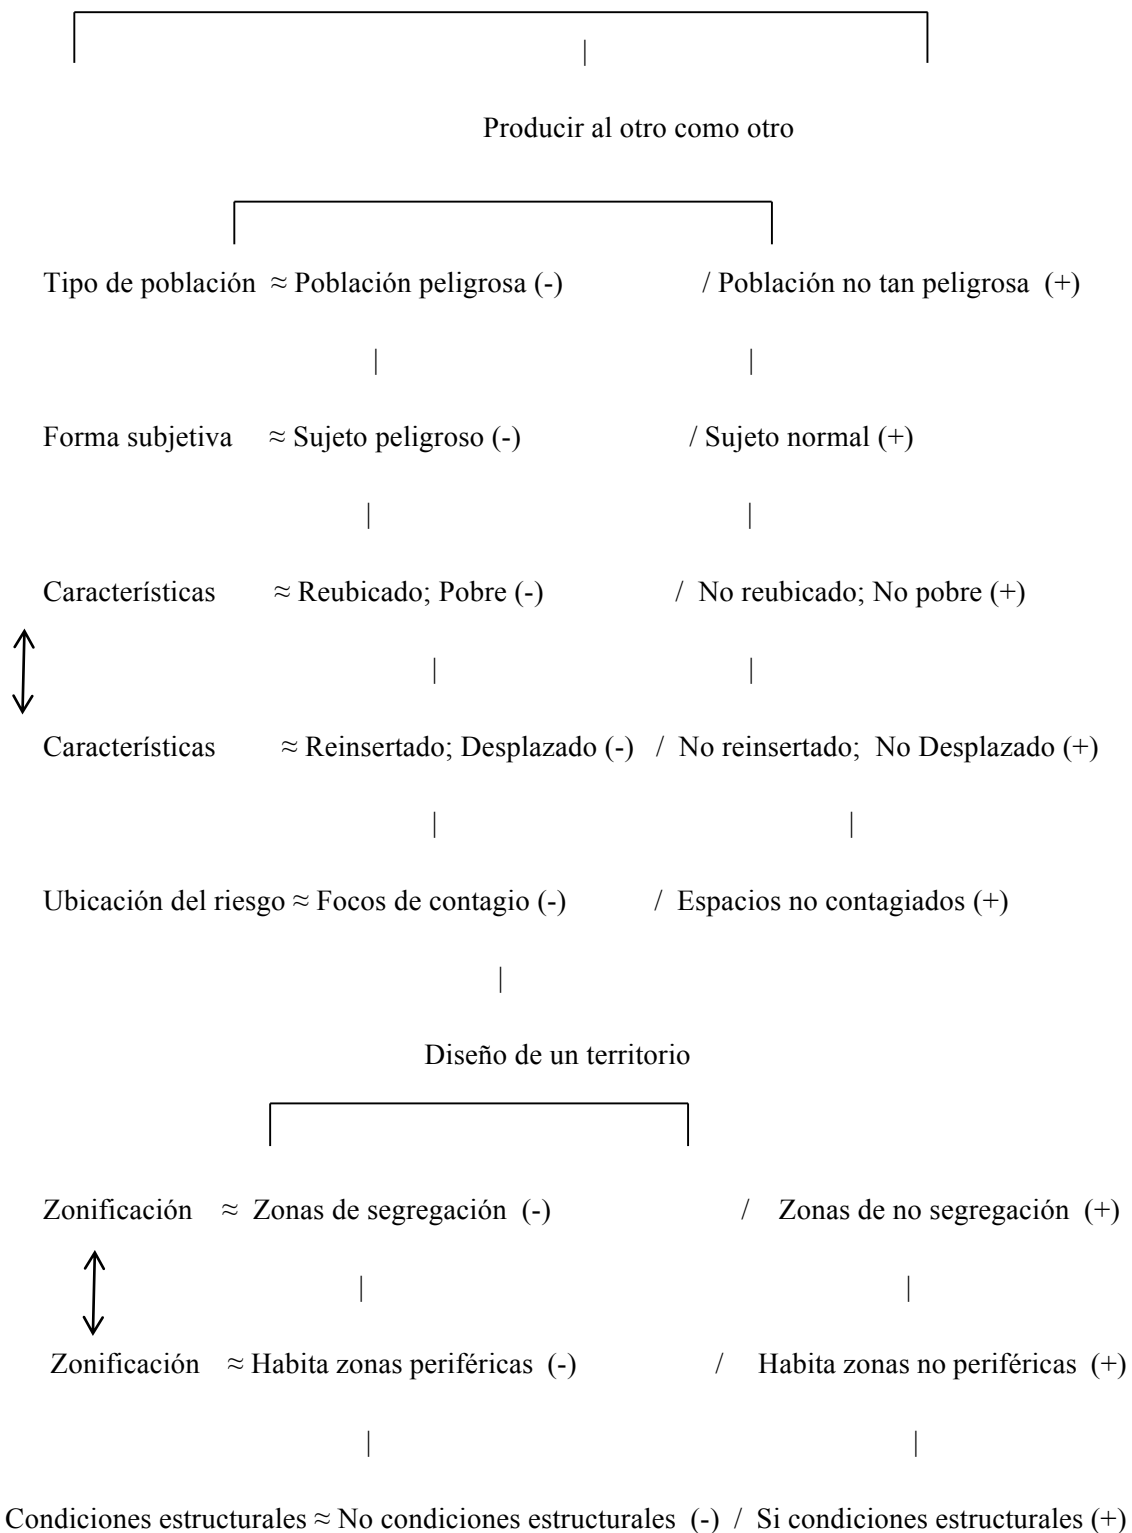 Producir al otro como otro
Tipo de población ≈ Población peligrosa (-) / Población no tan peligrosa (+)
Forma subjetiva ≈ Sujeto peligroso (-) / Sujeto normal (+)
Características ≈ Reubicado; Pobre (-) / No reubicado; No pobre (+)
Características ≈ Reinsertado; Desplazado (-) / No reinsertado; No Desplazado (+)
Ubicación del riesgo ≈ Focos de contagio (-) / Espacios no contagiados (+)
Diseño de un territorio
Zonificación ≈ Zonas de segregación (-) / Zonas de no segregación (+)
Zonificación ≈ Habita zonas periféricas (-) / Habita zonas no periféricas (+)
Condiciones estructurales ≈ No condiciones estructurales (-) / Si condiciones estructurales (+)